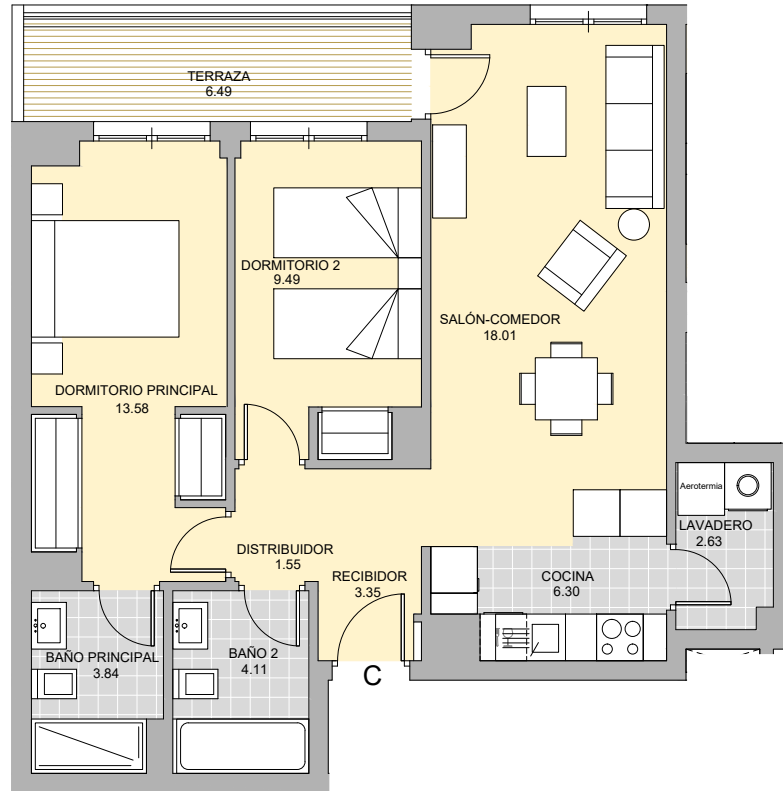 TERRAZA
6.49
DORMITORIO 2
9.49
SALÓN-COMEDOR
18.01
DORMITORIO PRINCIPAL
13.58
Aerotermia
LAVADERO
2.63
DISTRIBUIDOR
1.55
RECIBIDOR
3.35
COCINA
6.30
BAÑO PRINCIPAL
3.84
BAÑO 2
4.11
C